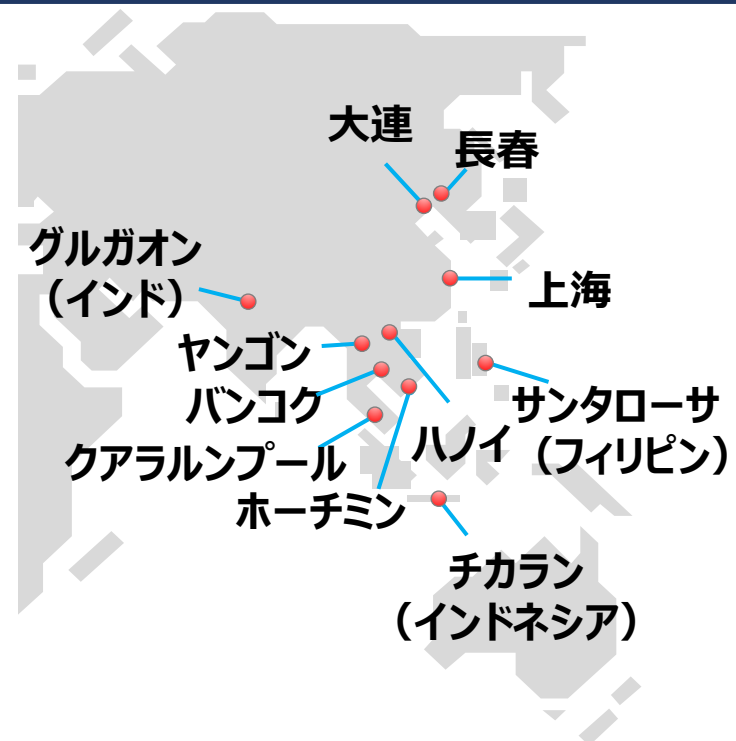 大連
長春
グルガオン
（インド）
上海
ヤンゴン
バンコク
サンタローサ
（フィリピン）
ハノイ
クアラルンプール
ホーチミン
チカラン
（インドネシア）